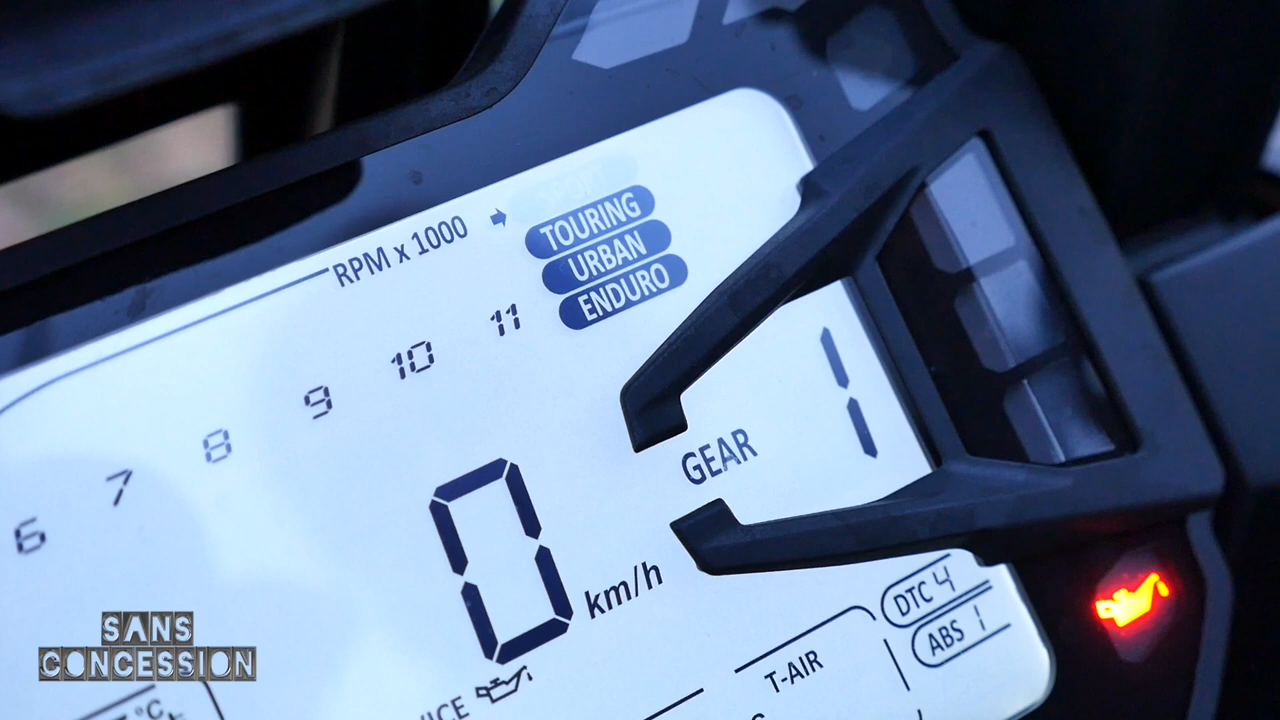 RPM x 1000
TOURING
URBAN
ENDURO
6 7 8 9 10 11
GEAR
1
0 km/h
DTC 4
ABS 1
T-AIR
°C
SANS
CONCESSION